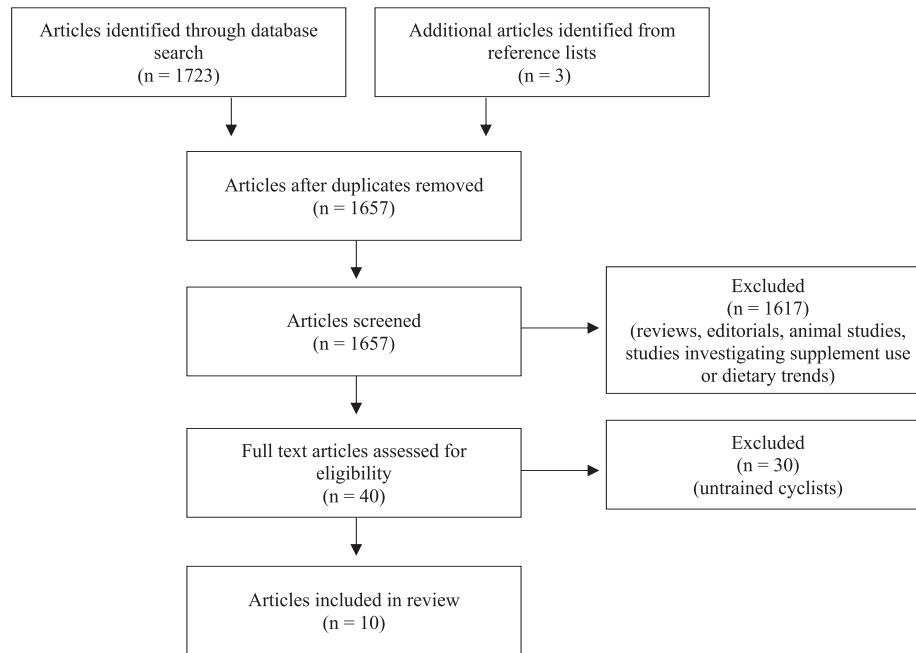 Articles identified through database
search
(n = 1723)
Additional articles identified from
reference lists
(n = 3)
Articles after duplicates removed
(n = 1657)
Articles screened
(n = 1657)
Excluded
(n = 1617)
(reviews, editorials, animal studies,
studies investigating supplement use
or dietary trends)
Full text articles assessed for
eligibility
(n = 40)
Excluded
(n = 30)
(untrained cyclists)
Articles included in review
(n = 10)